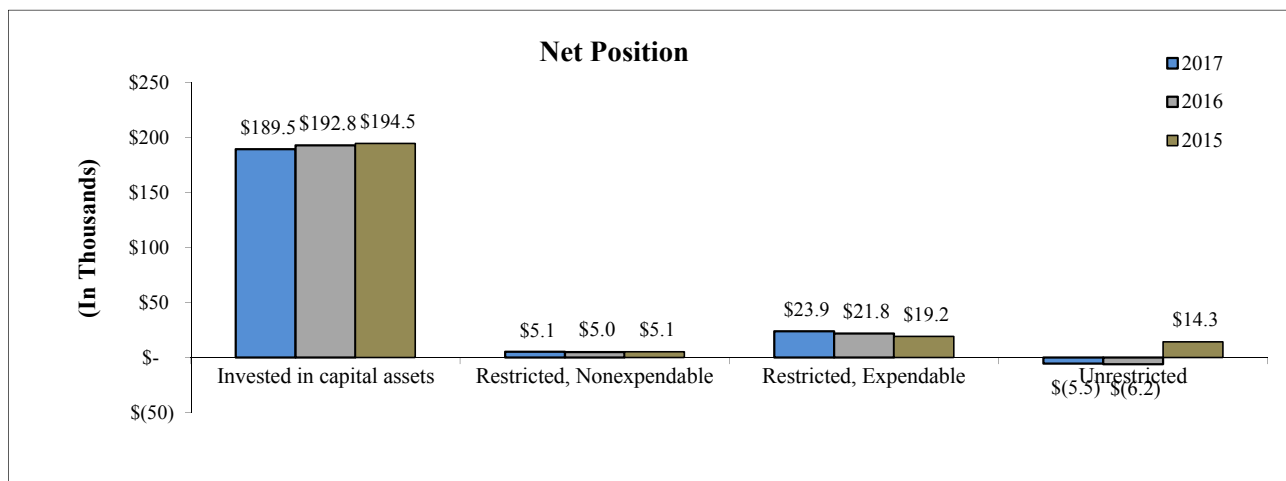 Net Position
2017
2016
2015
(In Thousands)
$250
$200
$150
$100
$50
$-
$(50)
$189.5 $192.8 $194.5
$5.1 $5.0 $5.1
$23.9 $21.8 $19.2
$(5.5) $(6.2) $14.3
Invested in capital assets Restricted, Nonexpendable Restricted, Expendable Unrestricted